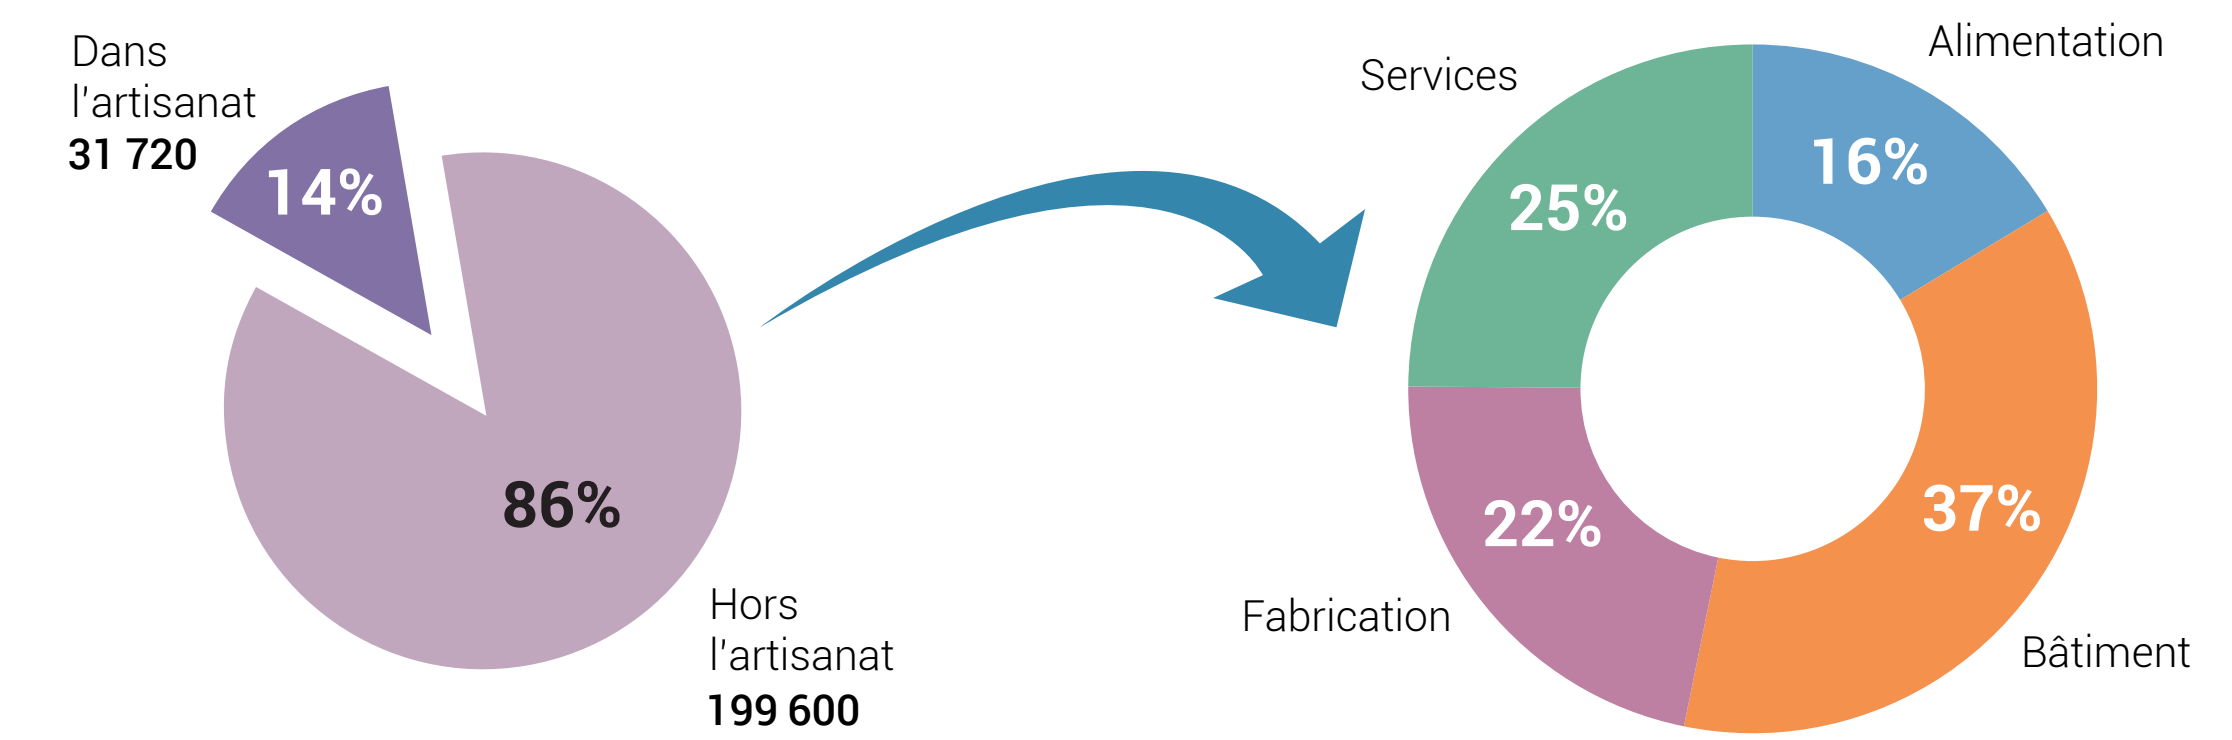 Dans
l'artisanat
31 720
14%
86%
Hors
l'artisanat
199 600
Services
25%
Alimentation
16%
22%
Fabrication
37%
Bâtiment